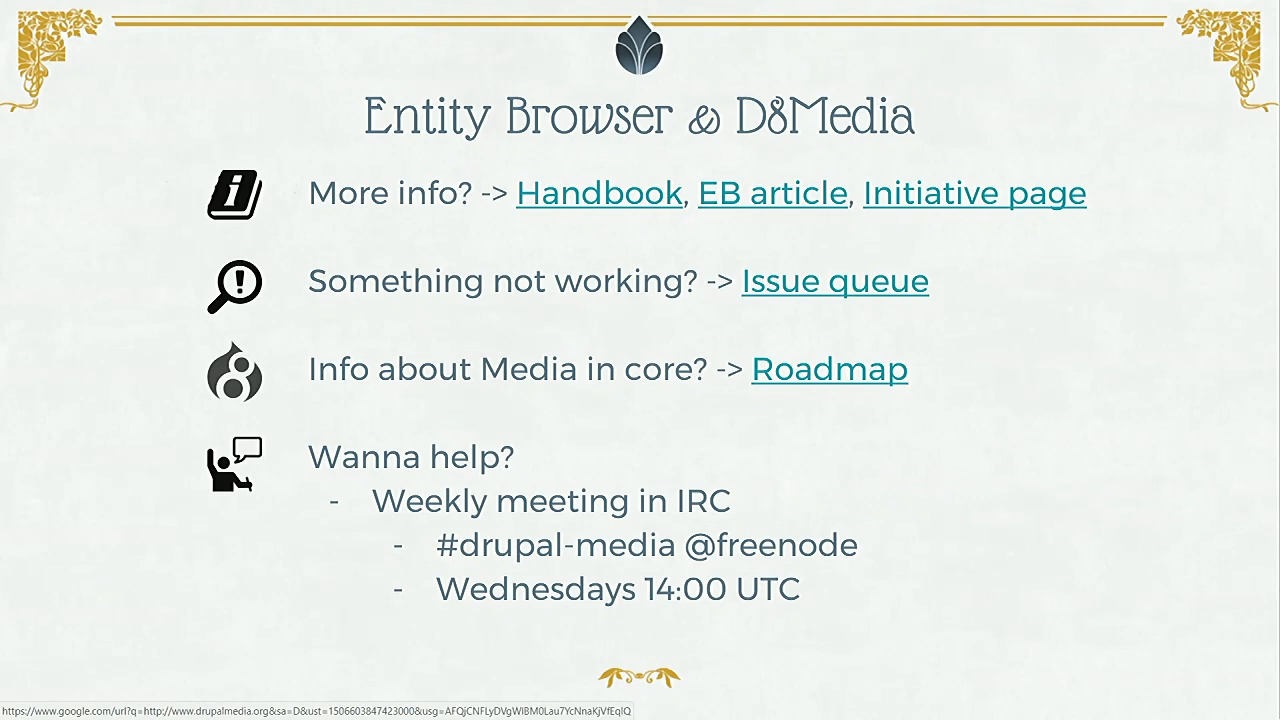 Entity Browser & D8Media
More info? -> Handbook, EB article, Initiative page
Something not working? -> Issue queue
Info about Media in core? -> Roadmap
Wanna help?
- Weekly meeting in IRC
- #drupal-media @freenode
- Wednesdays 14:00 UTC
https://www.google.com/url?q=http://www.drupalmedia.org&sa=D&ust=1506603847423000&usg=AFQjCNFLyDVgWIBM0Lau7YcNnaKjVfEqlQ